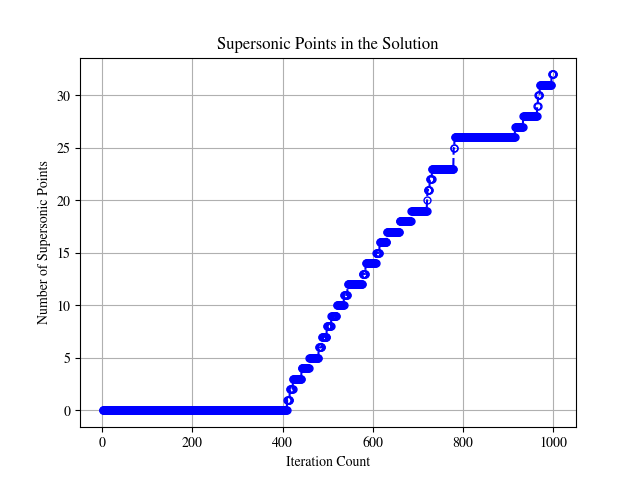 Supersonic Points in the Solution
Number of Supersonic Points
30
25
20
15
10
5
0
0 200 400 600 800 1000
Iteration Count